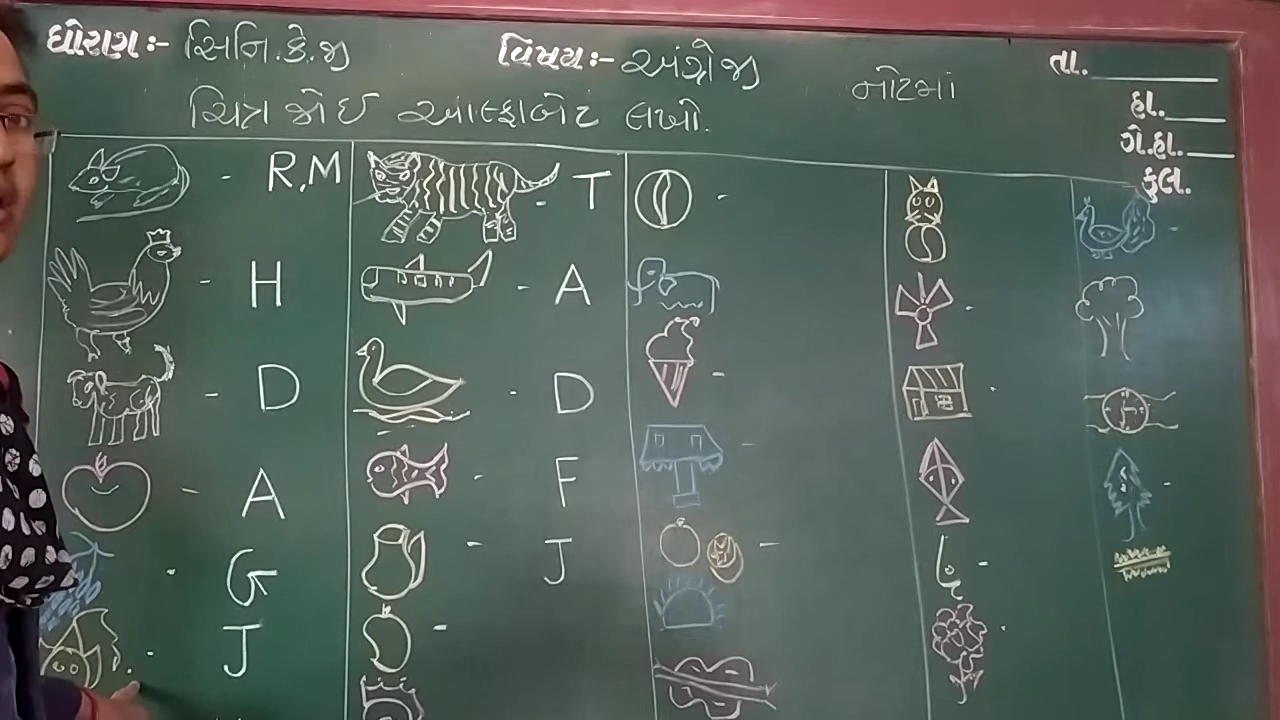 ધોરણ:- સિનિ.કે.જી વિષય:- અંગ્રેજી તા.
ચિત્ર જોઈ આલ્ફાબેટ લખો. નોટમાં હા.
ગે.હા.
કુલ.
R,M T
H A
D D
A F
G J
J